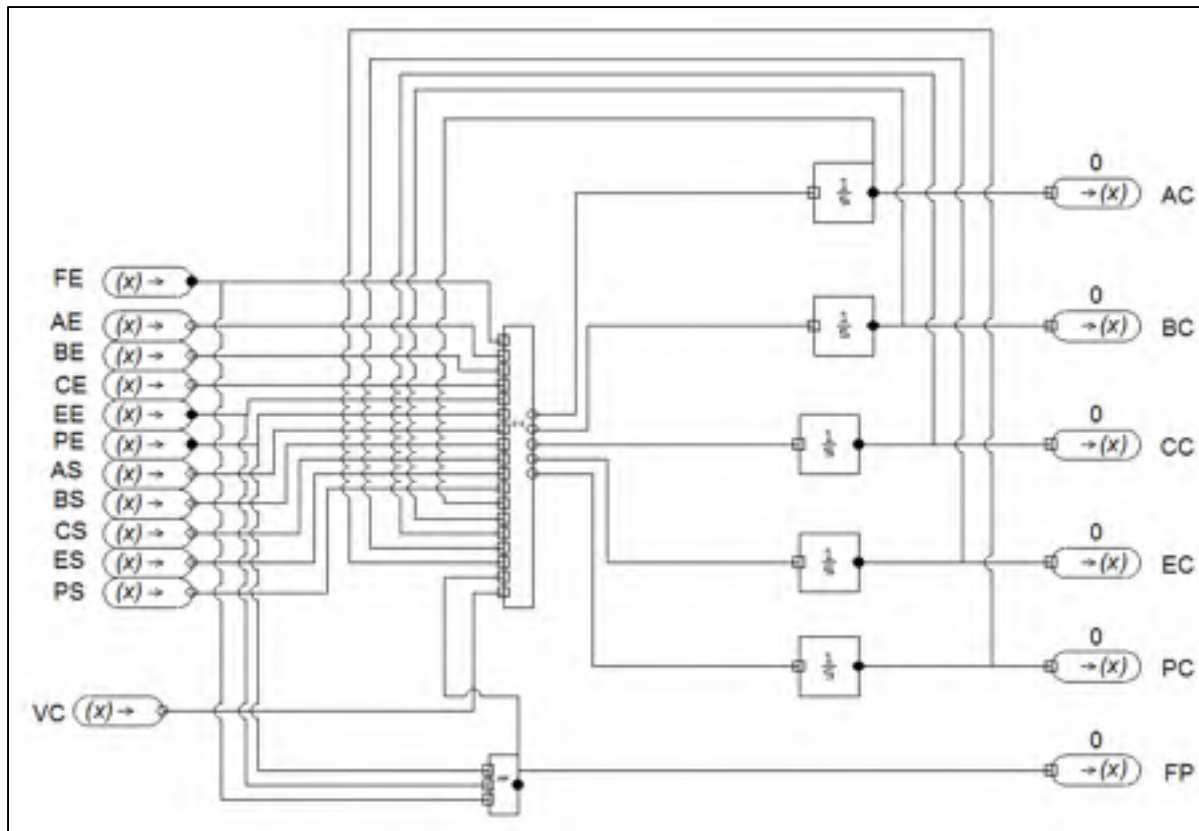 FE (x) →
AE (x) →
BE (x) →
CE (x) →
EE (x) →
PE (x) →
AS (x) →
BS (x) →
CS (x) →
ES (x) →
PS (x) →
VC (x) →
0
→ (x) AC
0
→ (x) BC
0
→ (x) CC
0
→ (x) EC
0
→ (x) PC
0
→ (x) FP